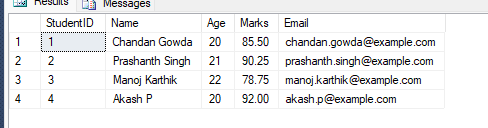 Results Messages
StudentID Name Age Marks Email
1 1 Chandan Gowda 20 85.50 chandan.gowda@example.com
2 2 Prashanth Singh 21 90.25 prashanth.singh@example.com
3 3 Manoj Karthik 22 78.75 manoj.karthik@example.com
4 4 Akash P 20 92.00 akash.p@example.com